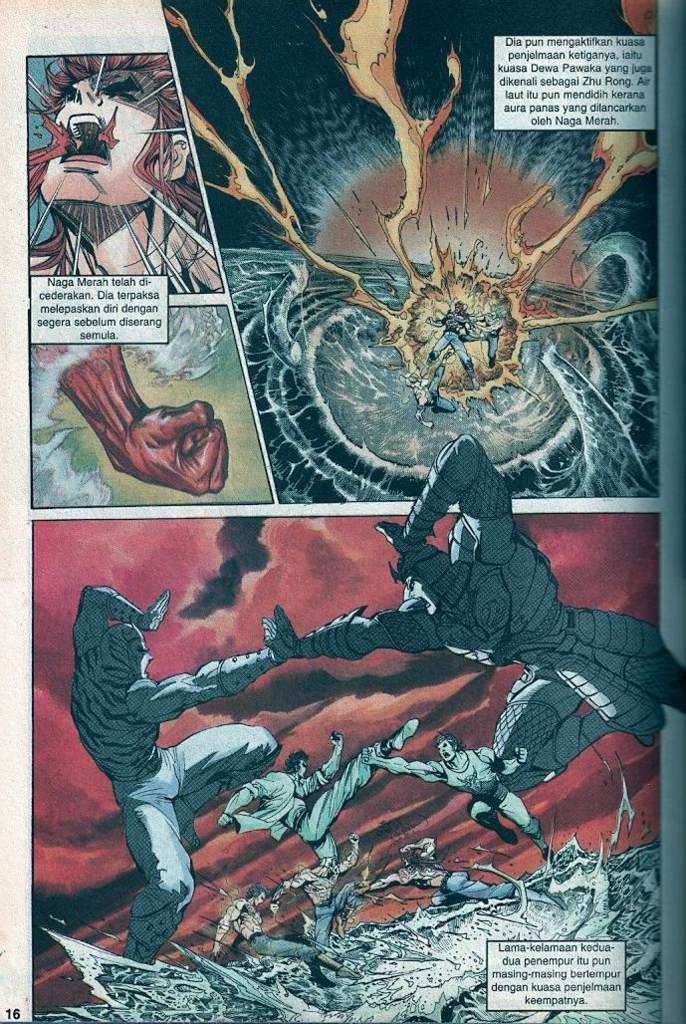 Naga Merah telah di-
cederakan. Dia terpaksa
melepaskan diri dengan
segera sebelum diserang
semula.
Dia pun mengaktifkan kuasa
penjelmaan ketiganya, iaitu
kuasa Dewa Pawaka yang juga
dikenali sebagai Zhu Rong. Air
laut itu pun mendidih kerana
aura panas yang dilancarkan
oleh Naga Merah.
Lama-kelamaan kedua-
dua penempur itu pun
masing-masing bertempur
dengan kuasa penjelmaan
keempatnya.
16